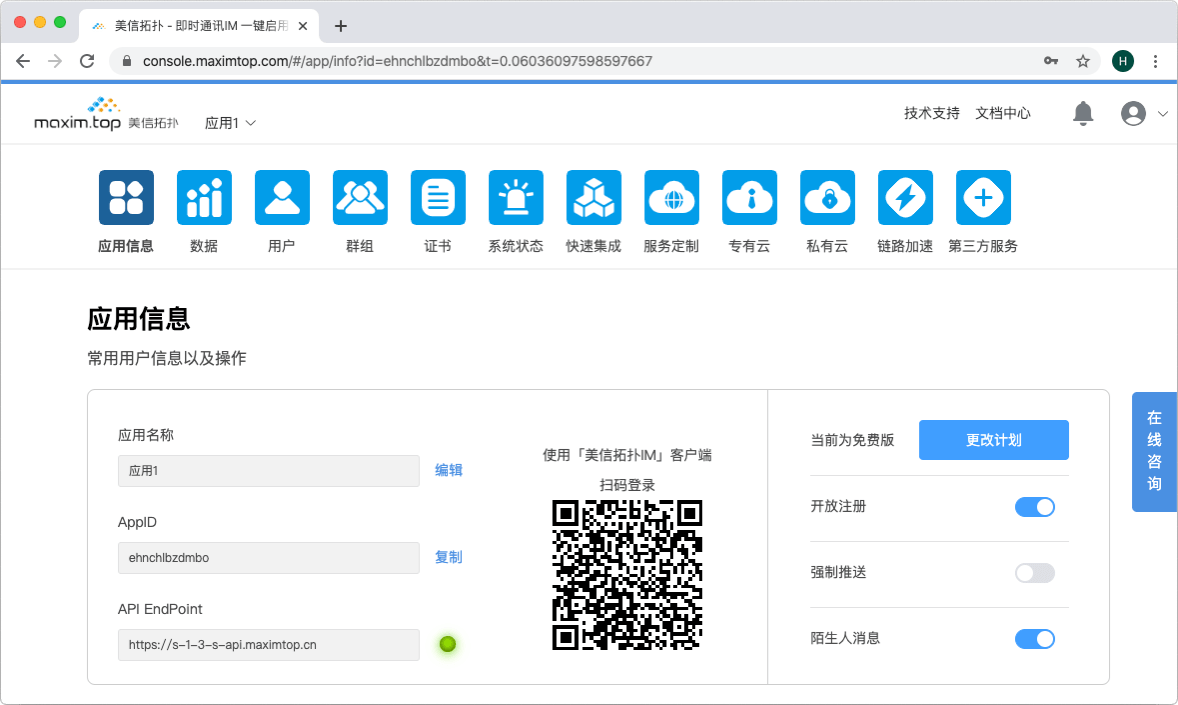 美信拓扑 - 即时通讯IM 一键启用
console.maximtop.com/#/app/info?id=ehnchlbzdmbo&t=0.06036097598597667
H
maxim.top 美信拓扑
应用1
技术支持 文档中心
应用信息 数据 用户 群组 证书 系统状态 快速集成 服务定制 专有云 私有云 链路加速 第三方服务
应用信息
常用用户信息以及操作
应用名称
应用1
编辑
AppID
ehnchlbzdmbo
复制
API EndPoint
https://s-1-3-s-api.maximtop.cn
使用「美信拓扑IM」客户端
扫码登录
当前为免费版
更改计划
开放注册
强制推送
陌生人消息
在
线
咨
询